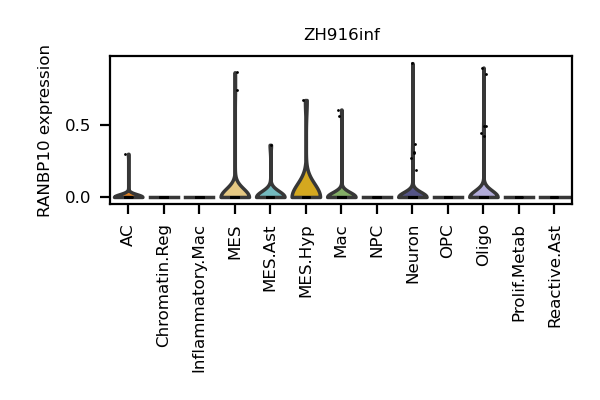 ZH916inf
RANBP10 expression
0.5
0.0
AC
Chromatin.Reg
Inflammatory.Mac
MES
MES.Ast
MES.Hyp
Mac
NPC
Neuron
OPC
Oligo
Prolif.Metab
Reactive.Ast